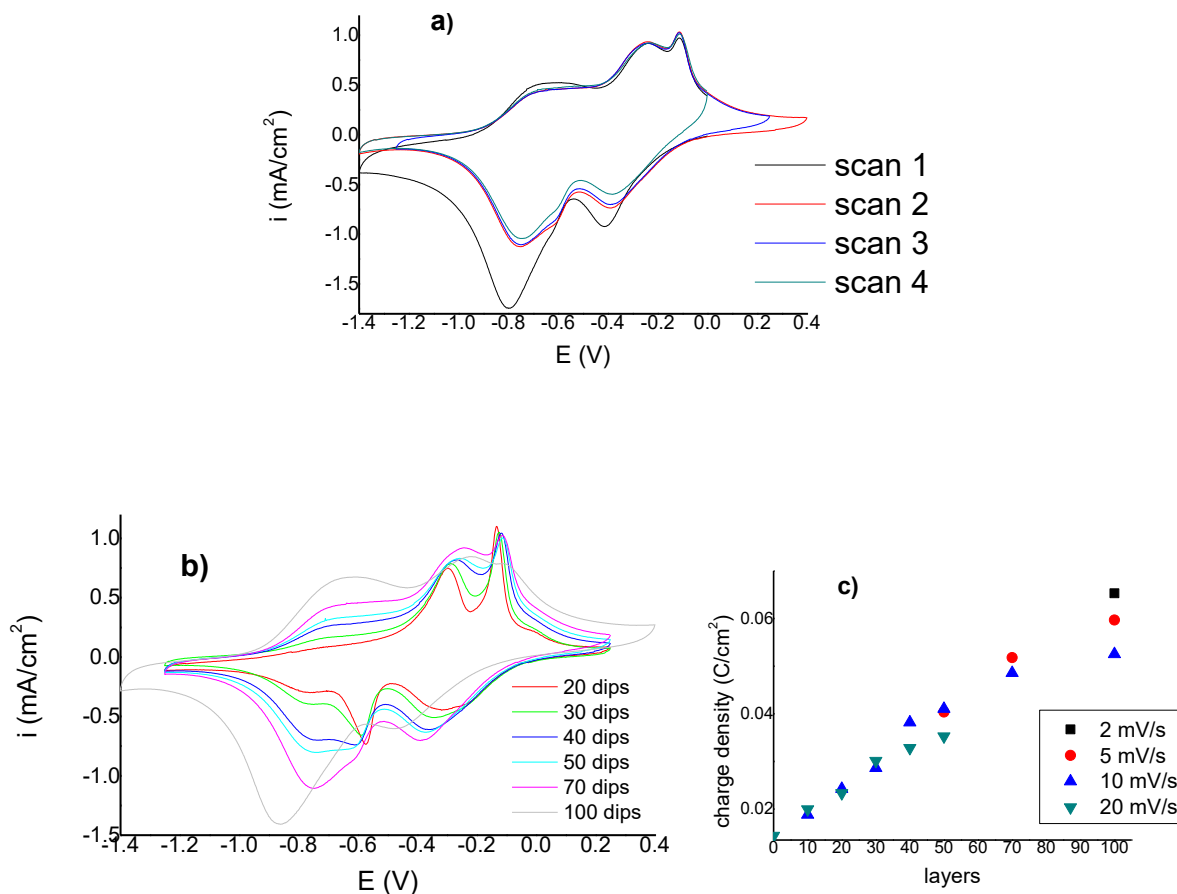 a)
1.0
0.5
0.0
-0.5
-1.0
-1.5
i (mA/cm²)
-1.4 -1.2 -1.0 -0.8 -0.6 -0.4 -0.2 0.0 0.2 0.4
E (V)
scan 1
scan 2
scan 3
scan 4
b)
1.0
0.5
0.0
-0.5
-1.0
-1.5
i (mA/cm²)
-1.4 -1.2 -1.0 -0.8 -0.6 -0.4 -0.2 0.0 0.2 0.4
E (V)
20 dips
30 dips
40 dips
50 dips
70 dips
100 dips
c)
0.06
0.04
0.02
charge density (C/cm²)
0 10 20 30 40 50 60 70 80 90 100
layers
2 mV/s
5 mV/s
10 mV/s
20 mV/s